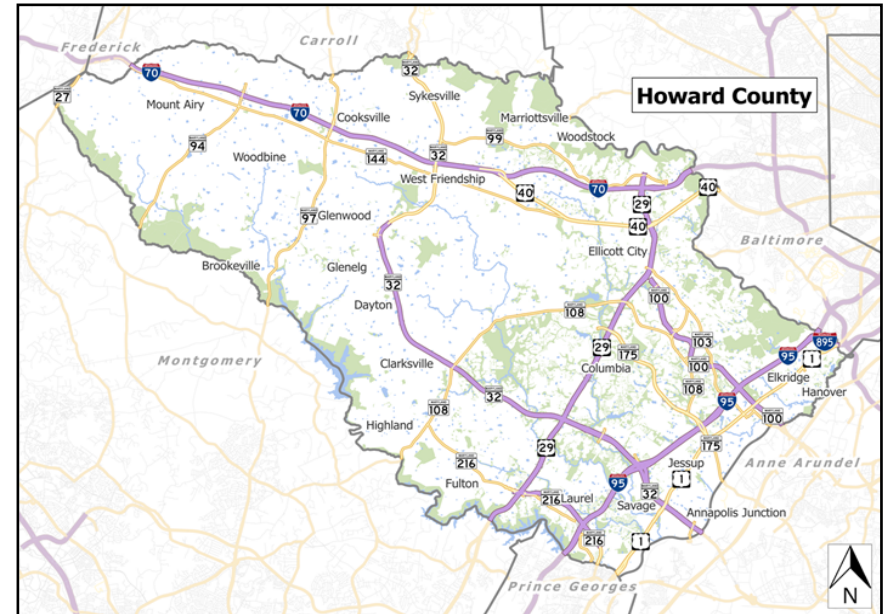 Howard County
Frederick
Carroll
Baltimore
Montgomery
Anne Arundel
Prince Georges
27
70
Mount Airy
94
Woodbine
70
Cooksville
144
32
Sykesville
32
99
Marriottsville
Woodstock
West Friendship
40
70
29
40
40
Ellicott City
97
Glenwood
Brookeville
Glenelg
32
Dayton
Clarksville
108
100
29
175
Columbia
103
100
108
95
895
1
Elkridge
Hanover
100
32
95
108
Highland
175
29
216
Fulton
Jessup
1
95
32
216
Laurel
Savage
Annapolis Junction
216
1
N